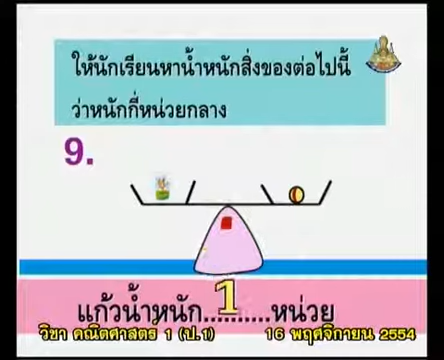 ให้นักเรียนหาน้ำหนักสิ่งของต่อไปนี้
ว่าหนักกี่หน่วยกลาง
9.
แก้วน้ำหนัก....1....หน่วย
วิชา คณิตศาสตร์ 1 (ป.1) 16 พฤศจิกายน 2554